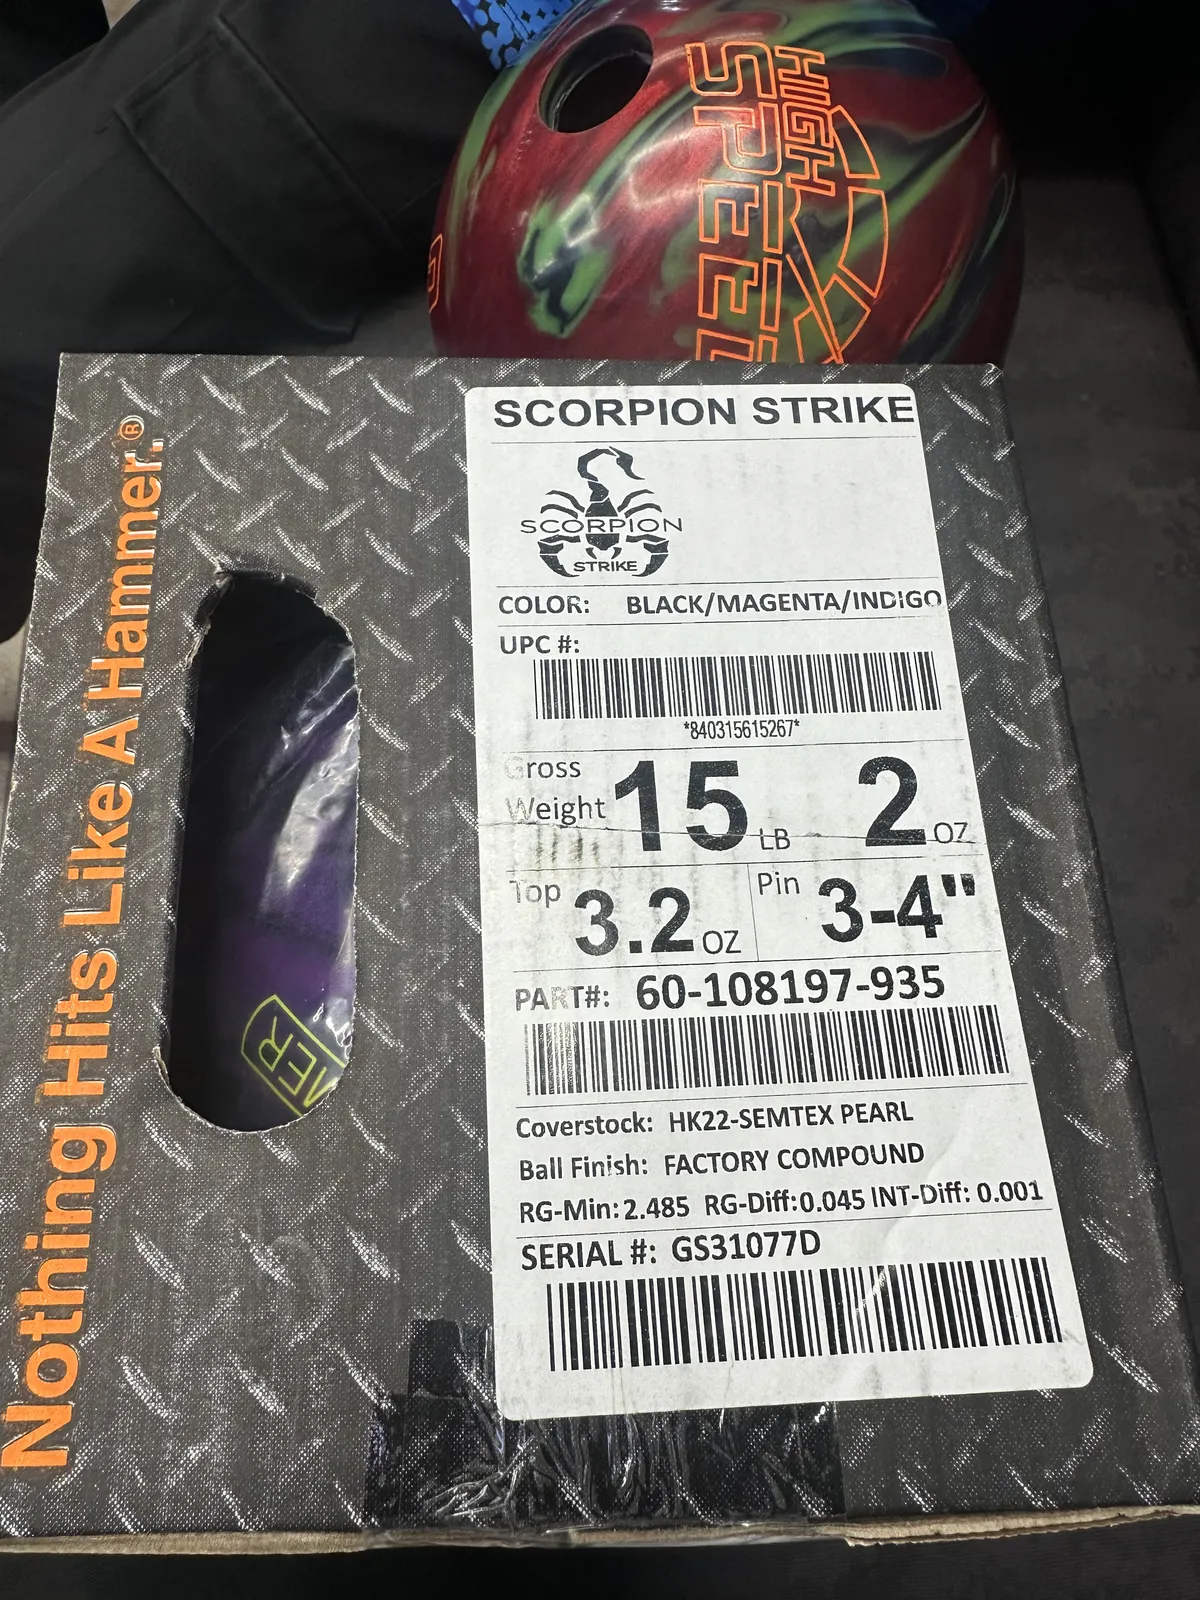 HIGH
SPEED
Nothing Hits Like A Hammer.®
MER
SCORPION STRIKE
SCORPION
STRIKE
COLOR: BLACK/MAGENTA/INDIGO
UPC #:
*840315615267*
Gross Weight 15 LB 2 OZ
Top 3.2 OZ Pin 3-4"
PART#: 60-108197-935
Coverstock: HK22-SEMTEX PEARL
Ball Finish: FACTORY COMPOUND
RG-Min: 2.485 RG-Diff:0.045 INT-Diff: 0.001
SERIAL #: GS31077D